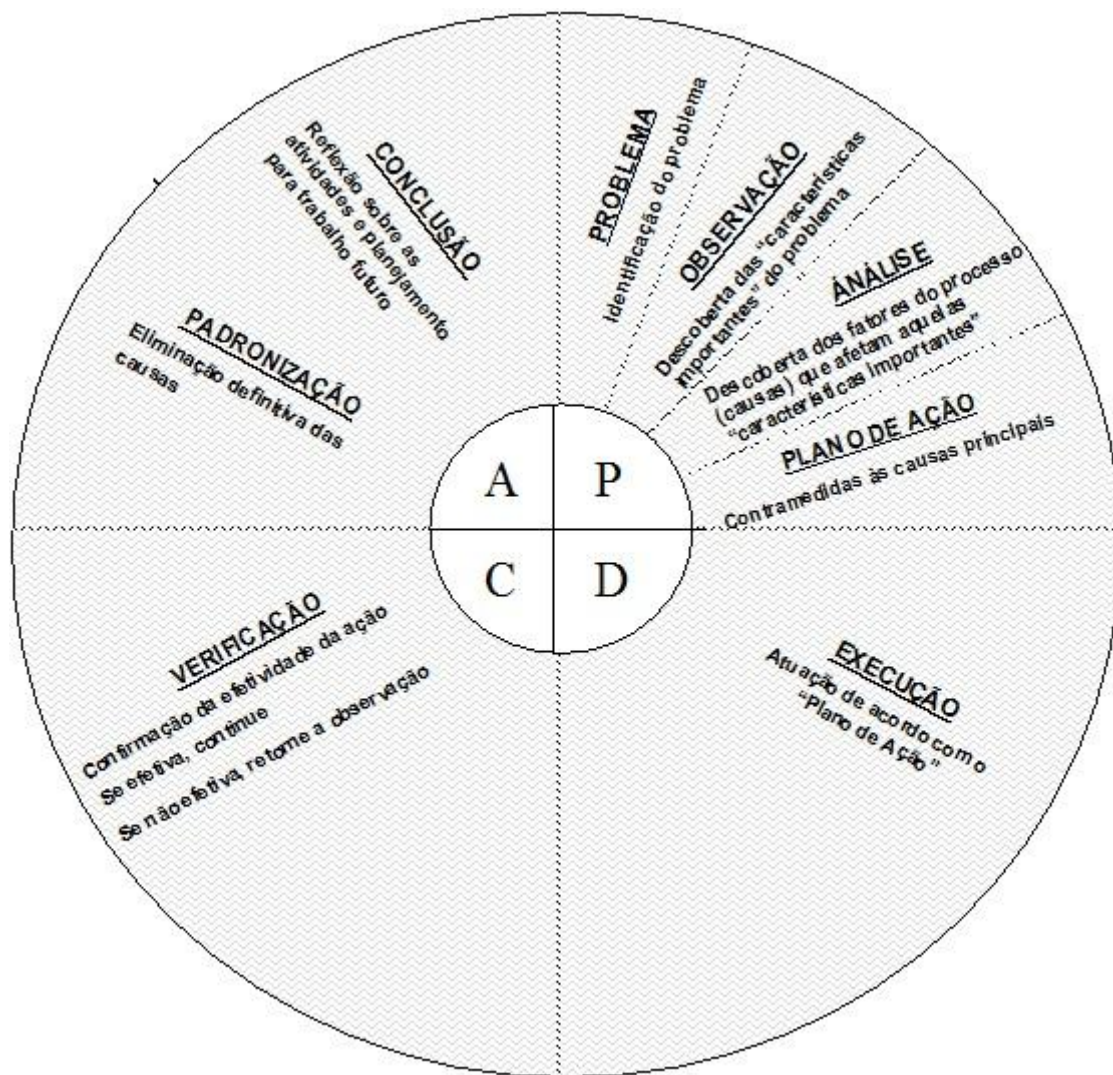 PROBLEMA
Identificação do problema
OBSERVAÇÃO
Descoberta das “características
importantes” do problema
ÁNÁLISE
Descoberta dos fatores do processo
(causas) que afetam aquelas
“características importantes”
PLANO DE AÇÃO
Contramedidas às causas principais
EXECUÇÃO
Atuação de acordo com o
“Plano de Ação”
VERIFICAÇÃO
Confirmação da efetividade da ação
Se efetiva, continue
Se não efetiva, retorne a observação
PADRONIZAÇÃO
Eliminação definitiva das
causas
CONCLUSÃO
Reflexão sobre as
atividades e planejamento
para trabalho futuro
A
P
C
D